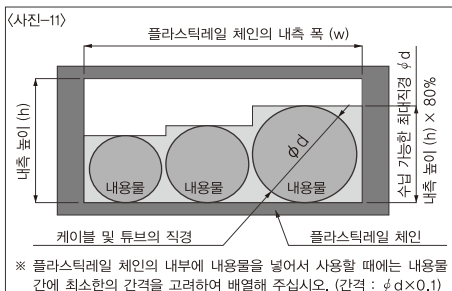 〈사진-11〉
플라스틱레일 체인의 내측 폭 (w)
내측 높이 (h)
내용물
내용물
내용물
φd
수납 가능한 최대직경 φd
내측 높이 (h) × 80%
케이블 및 튜브의 직경
플라스틱레일 체인
※ 플라스틱레일 체인의 내부에 내용물을 넣어서 사용할 때에는 내용물
간에 최소한의 간격을 고려하여 배열해 주십시오. (간격 : φd×0.1)